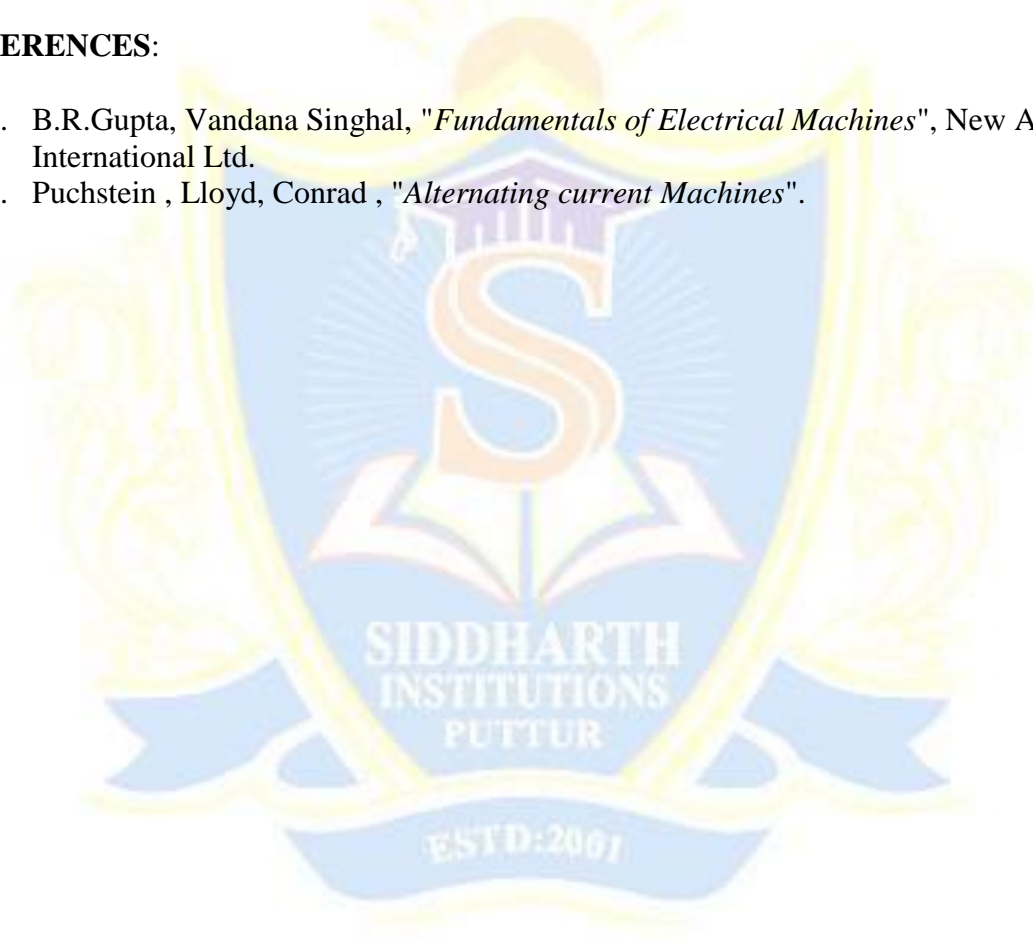 ERENCES:
. B.R.Gupta, Vandana Singhal, "Fundamentals of Electrical Machines", New A
International Ltd.
. Puchstein , Lloyd, Conrad , "Alternating current Machines".
S
SIDDHARTH
INSTITUTIONS
PUTTUR
ESTD:2001